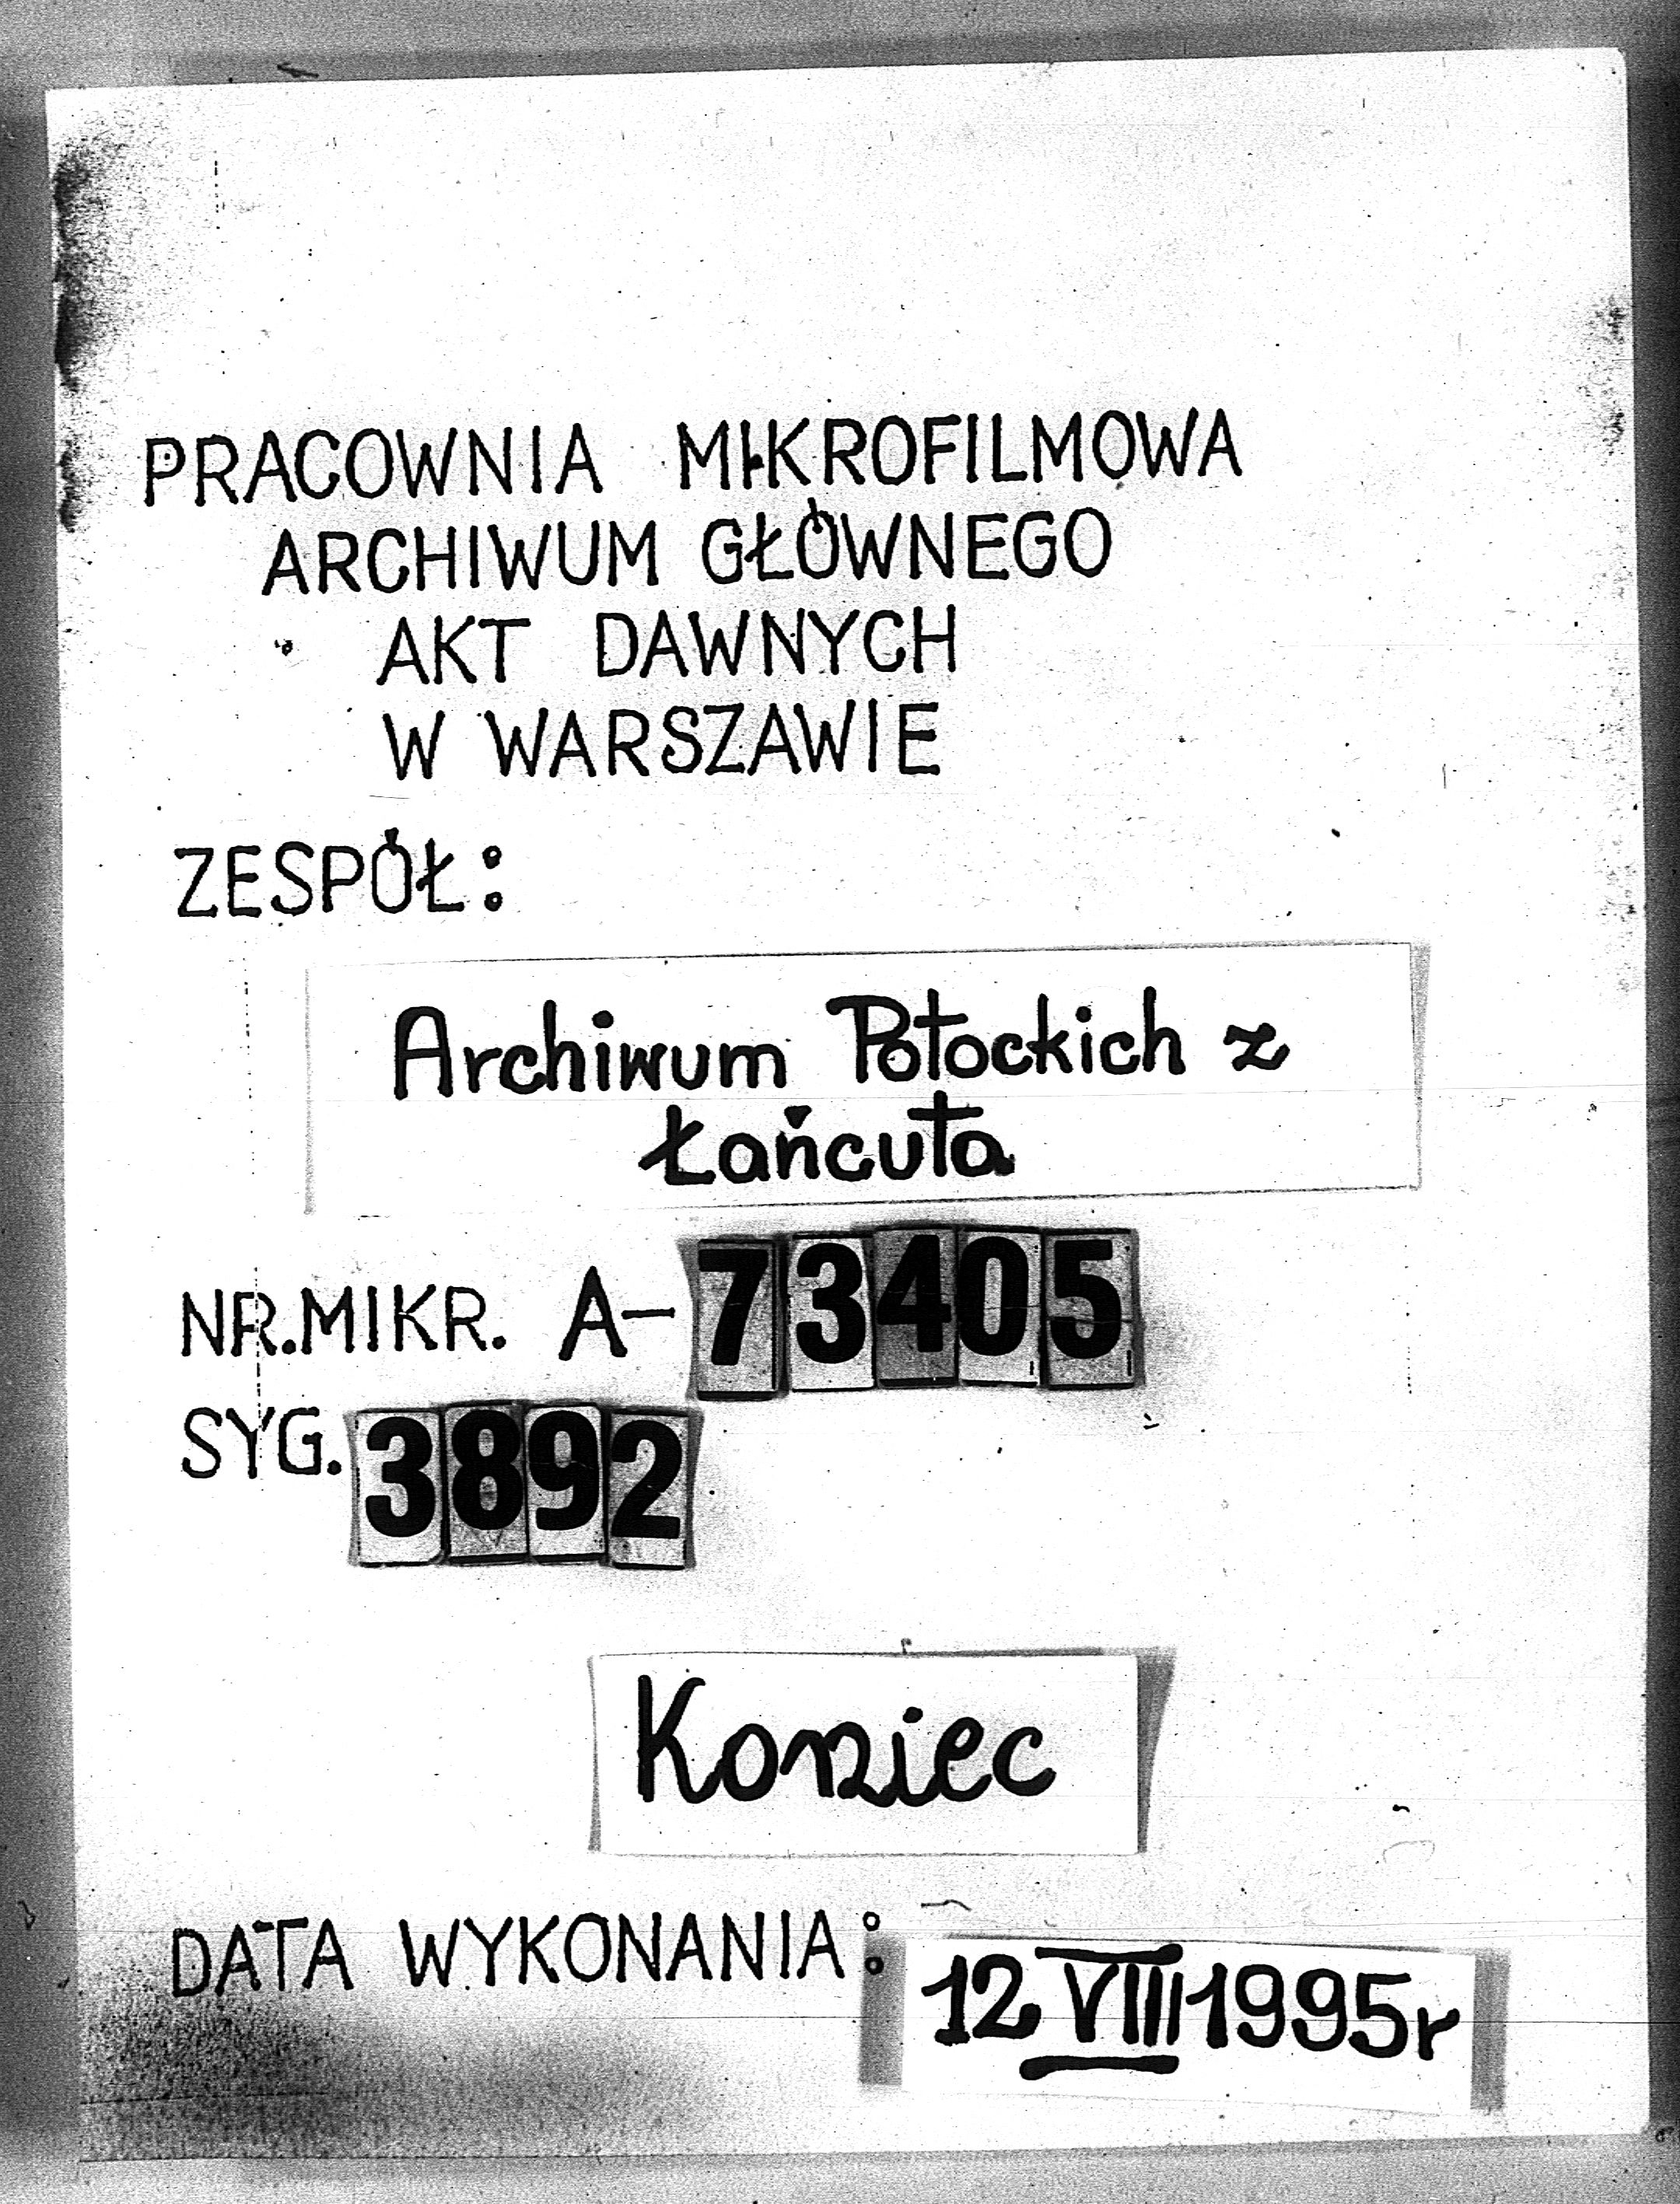 PRACOWNIA MIKROFILMOWA
ARCHIWUM GŁÓWNEGO
AKT DAWNYCH
W WARSZAWIE
ZESPÓŁ:
Archiwum Potockich z
Łańcuta
NR.MIKR. A-73405
SYG. 3892
Koniec
DATA WYKONANIA: 12 VIII 1995r